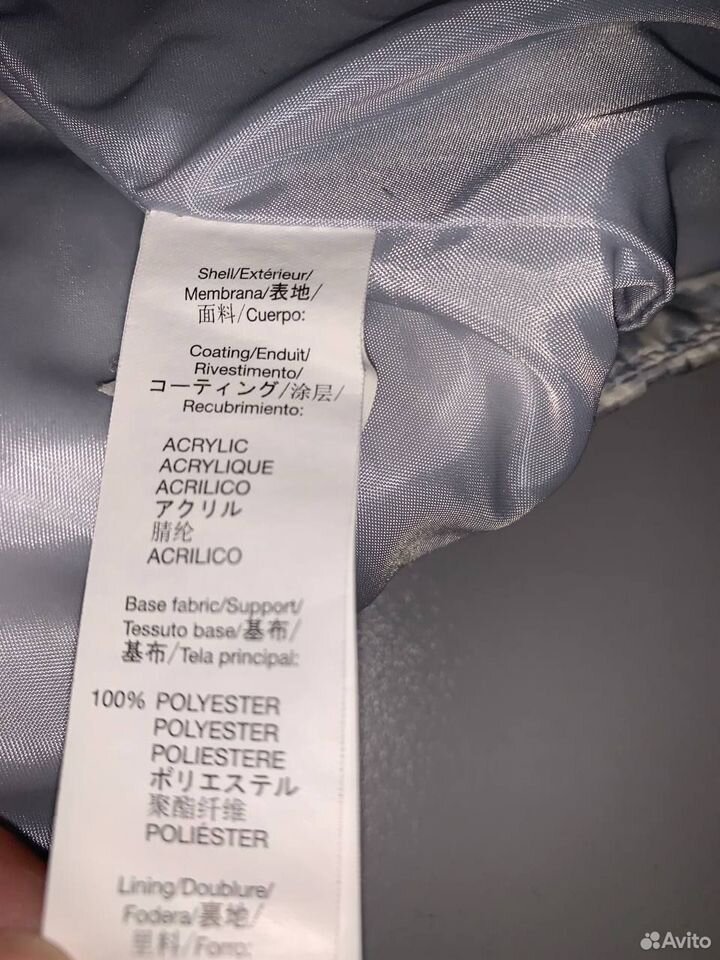 Shell/Extérieur/
Membrana/表地/
面料/Cuerpo:
Coating/Enduit/
Rivestimento/
コーティング/涂层/
Recubrimiento:
ACRYLIC
ACRYLIQUE
ACRILICO
アクリル
腈纶
ACRILICO
Base fabric/Support/
Tessuto base/基布/
基布/Tela principal:
100% POLYESTER
POLYESTER
POLIESTERE
ポリエステル
聚酯纤维
POLIÉSTER
Lining/Doublure/
Fodera/裏地/
里料/Forro:
Avito